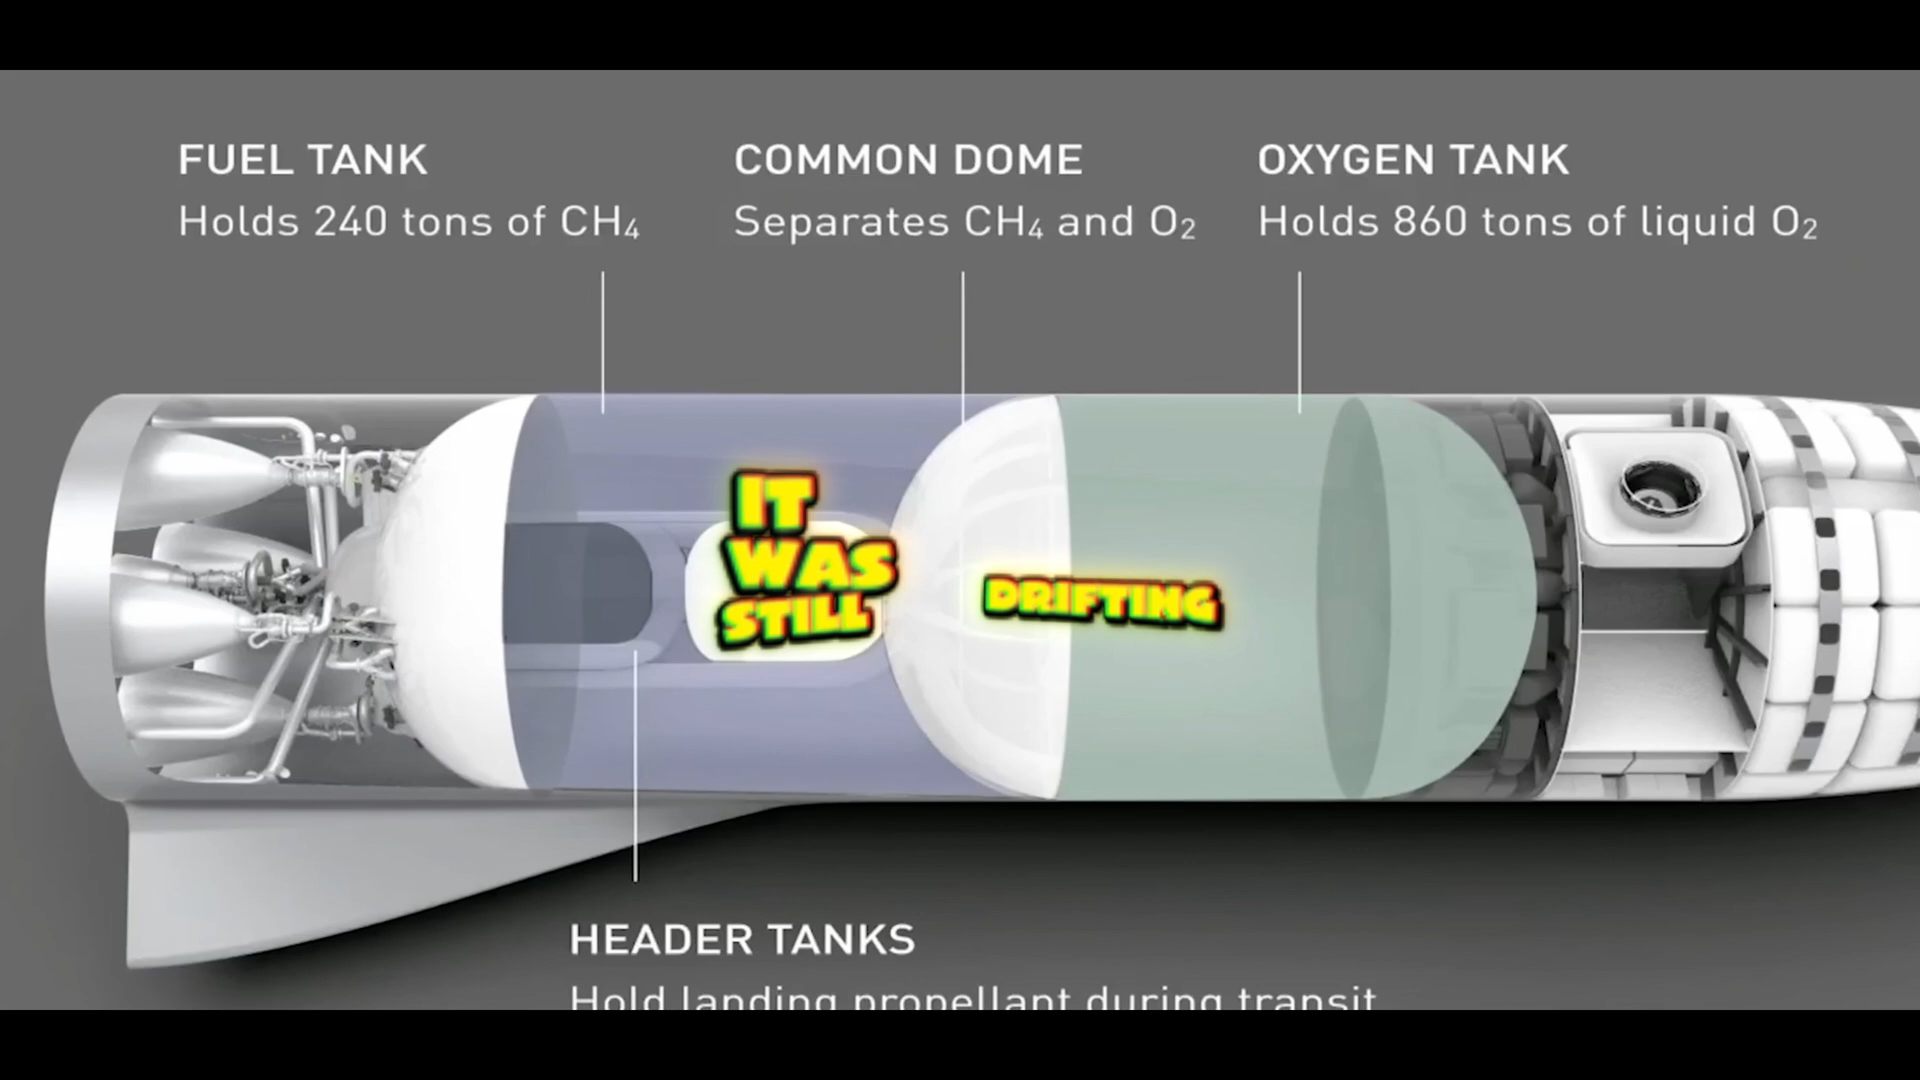 FUEL TANK
Holds 240 tons of CH₄
COMMON DOME
Separates CH₄ and O₂
OXYGEN TANK
Holds 860 tons of liquid O₂
IT
WAS
STILL
DRIFTING
HEADER TANKS
Hold landing propellant during transit